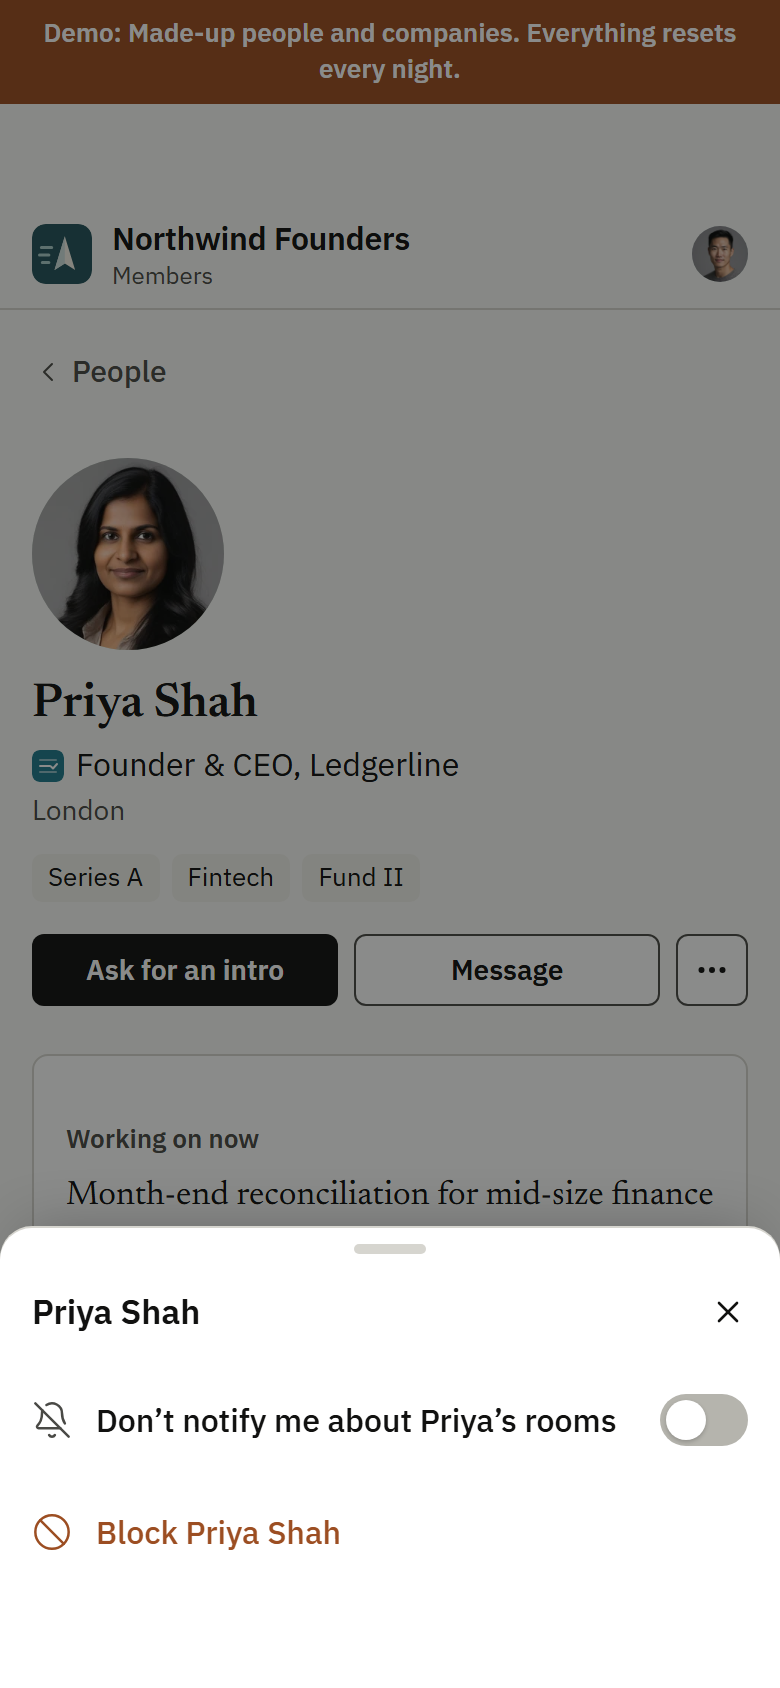 Demo: Made-up people and companies. Everything resets
every night.
Northwind Founders
Members
People
Priya Shah
Founder & CEO, Ledgerline
London
Series A
Fintech
Fund II
Ask for an intro
Message
Working on now
Month-end reconciliation for mid-size finance
Priya Shah
Don’t notify me about Priya’s rooms
Block Priya Shah